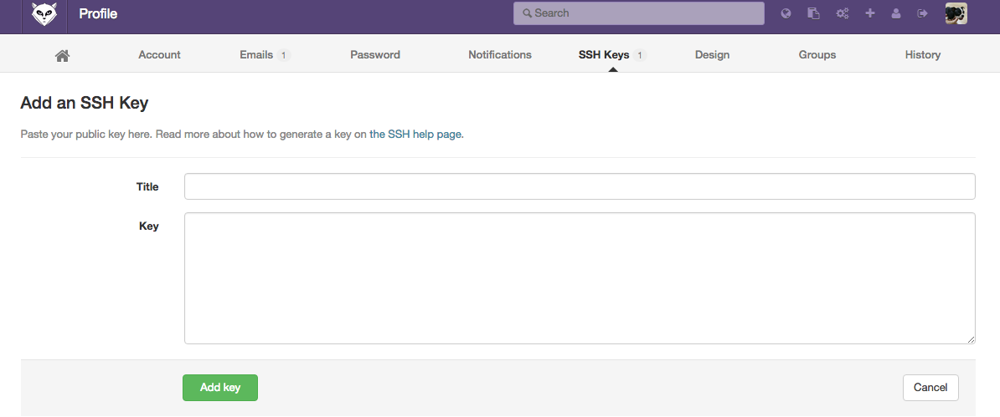 Profile
Search
Account Emails 1 Password Notifications SSH Keys 1 Design Groups History
Add an SSH Key
Paste your public key here. Read more about how to generate a key on the SSH help page.
Title
Key
Add key Cancel